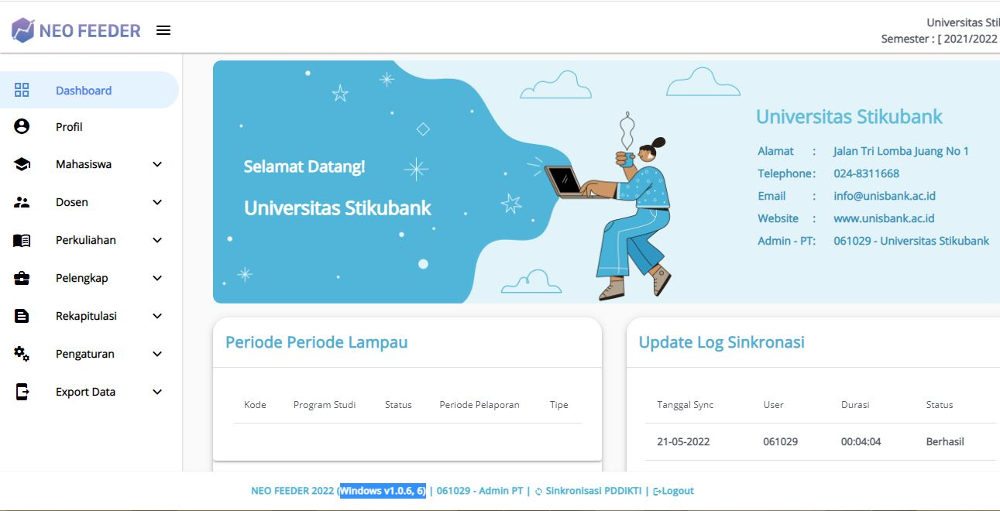 NEO FEEDER
Universitas Sti
Semester : [ 2021/2022
Dashboard
Profil
Mahasiswa
Dosen
Perkuliahan
Pelengkap
Rekapitulasi
Pengaturan
Export Data
Selamat Datang!
Universitas Stikubank
Universitas Stikubank
Alamat : Jalan Tri Lomba Juang No 1
Telephone: 024-8311668
Email : info@unisbank.ac.id
Website : www.unisbank.ac.id
Admin - PT: 061029 - Universitas Stikubank
Periode Periode Lampau
Kode Program Studi Status Periode Pelaporan Tipe
Update Log Sinkronasi
Tanggal Sync User Durasi Status
21-05-2022 061029 00:04:04 Berhasil
NEO FEEDER 2022 (Windows v1.0.6, 6) | 061029 - Admin PT | Sinkronisasi PDDIKTI | Logout